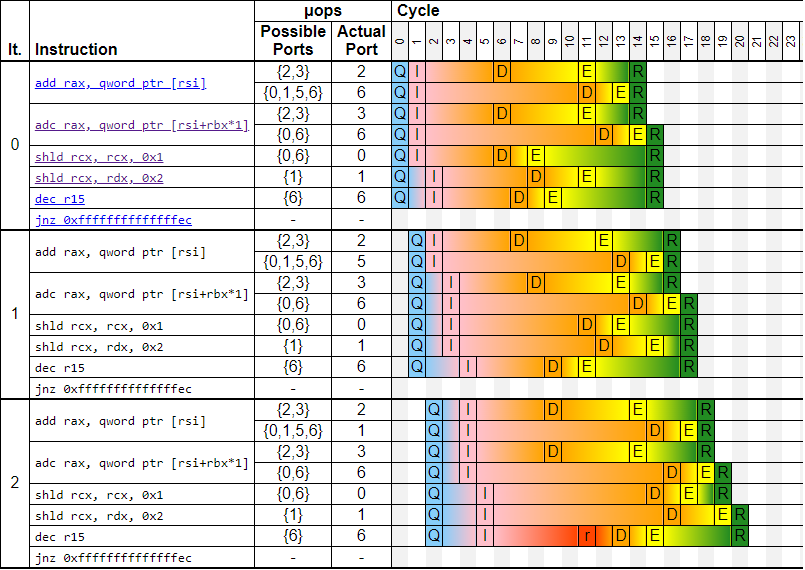 μops Cycle
It. Instruction Possible Ports Actual Port 0 1 2 3 4 5 6 7 8 9 10 11 12 13 14 15 16 17 18 19 20 21 22 23
0
add rax, qword ptr [rsi] {2,3} 2 Q I D E R
{0,1,5,6} 6 Q I D E R
adc rax, qword ptr [rsi+rbx*1] {2,3} 3 Q I D E R
{0,6} 6 Q I D E R
shld rcx, rcx, 0x1 {0,6} 0 Q I D E R
shld rcx, rdx, 0x2 {1} 1 Q I D E R
dec r15 {6} 6 Q I D E R
jnz 0xffffffffffffffec - -
1
add rax, qword ptr [rsi] {2,3} 2 Q I D E R
{0,1,5,6} 5 Q I D E R
adc rax, qword ptr [rsi+rbx*1] {2,3} 3 Q I D E R
{0,6} 6 Q I D E R
shld rcx, rcx, 0x1 {0,6} 0 Q I D E R
shld rcx, rdx, 0x2 {1} 1 Q I D E R
dec r15 {6} 6 Q I D E R
jnz 0xffffffffffffffec - -
2
add rax, qword ptr [rsi] {2,3} 2 Q I D E R
{0,1,5,6} 1 Q I D E R
adc rax, qword ptr [rsi+rbx*1] {2,3} 3 Q I D E R
{0,6} 6 Q I D E R
shld rcx, rcx, 0x1 {0,6} 0 Q I D E R
shld rcx, rdx, 0x2 {1} 1 Q I D E R
dec r15 {6} 6 Q I r D E R
jnz 0xffffffffffffffec - -